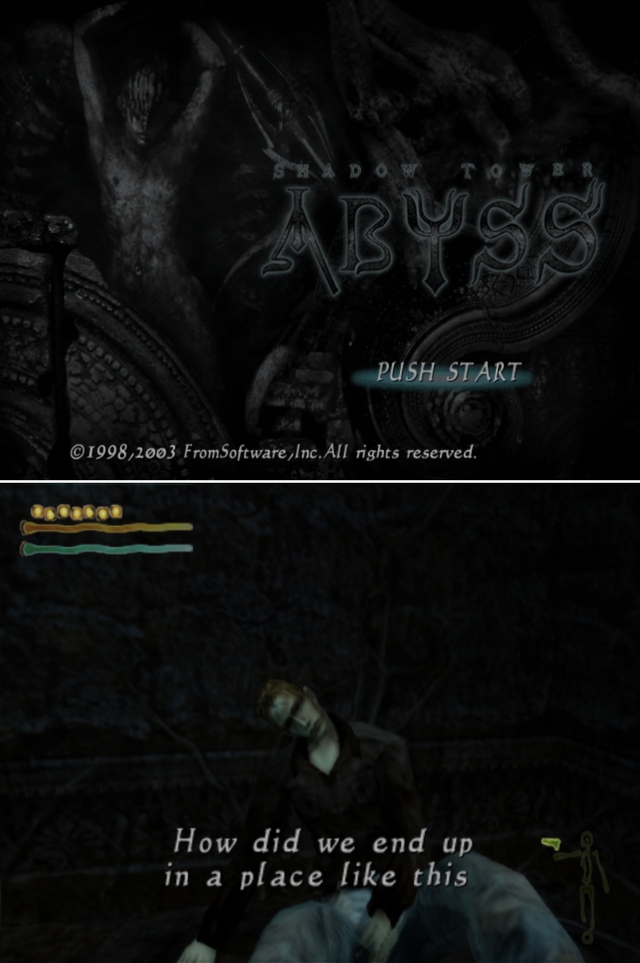 SHADOW TOWER
ABYSS
PUSH START
©1998,2003 FromSoftware,Inc.All rights reserved.
How did we end up
in a place like this